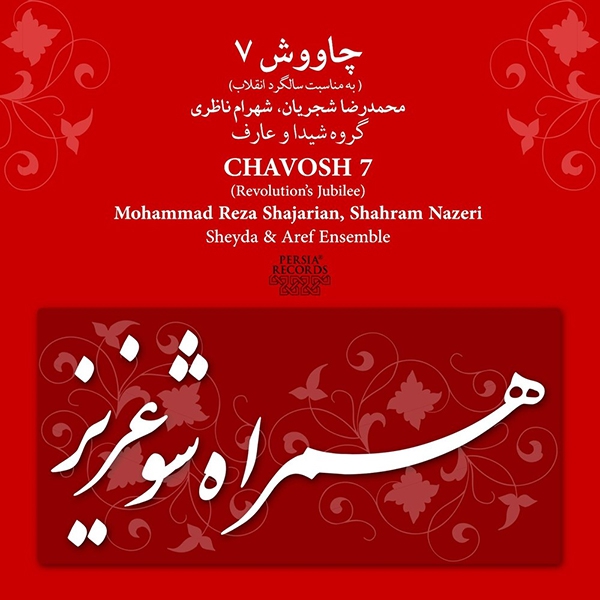 چاووش ۷
( به مناسبت سالگرد انقلاب)
محمدرضا شجریان، شهرام ناظری
گروه شیدا و عارف
CHAVOSH 7
(Revolution's Jubilee)
Mohammad Reza Shajarian, Shahram Nazeri
Sheyda & Aref Ensemble
PERSIA®
RECORDS
همراه شو عزیز